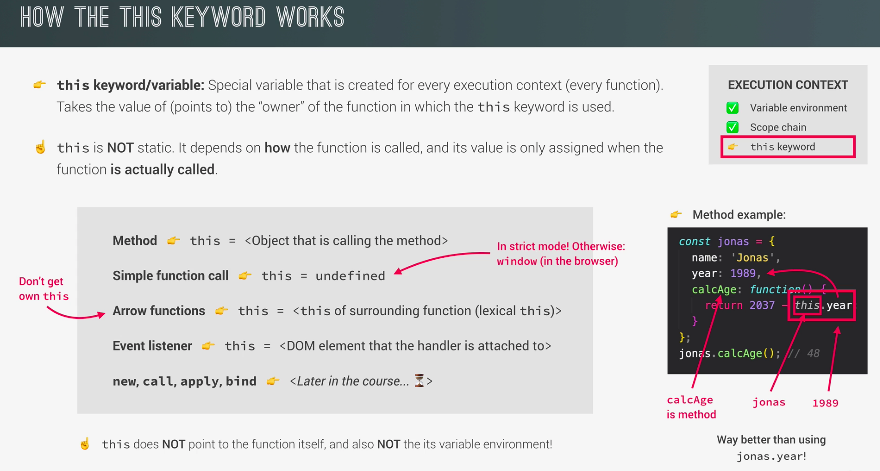 HOW THE THIS KEYWORD WORKS
this keyword/variable: Special variable that is created for every execution context (every function).
Takes the value of (points to) the “owner” of the function in which the this keyword is used.
this is NOT static. It depends on how the function is called, and its value is only assigned when the
function is actually called.
EXECUTION CONTEXT
Variable environment
Scope chain
this keyword
Method 👉 this = <Object that is calling the method>
Simple function call 👉 this = undefined
In strict mode! Otherwise:
window (in the browser)
Don’t get
own this
Arrow functions 👉 this = <this of surrounding function (lexical this)>
Event listener 👉 this = <DOM element that the handler is attached to>
new, call, apply, bind 👉 <Later in the course... ⏳>
this does NOT point to the function itself, and also NOT the its variable environment!
Method example:
const jonas = {
name: 'Jonas',
year: 1989,
calcAge: function() {
return 2037 - this.year
}
};
jonas.calcAge(); // 48
calcAge
is method
jonas
1989
Way better than using
jonas.year!